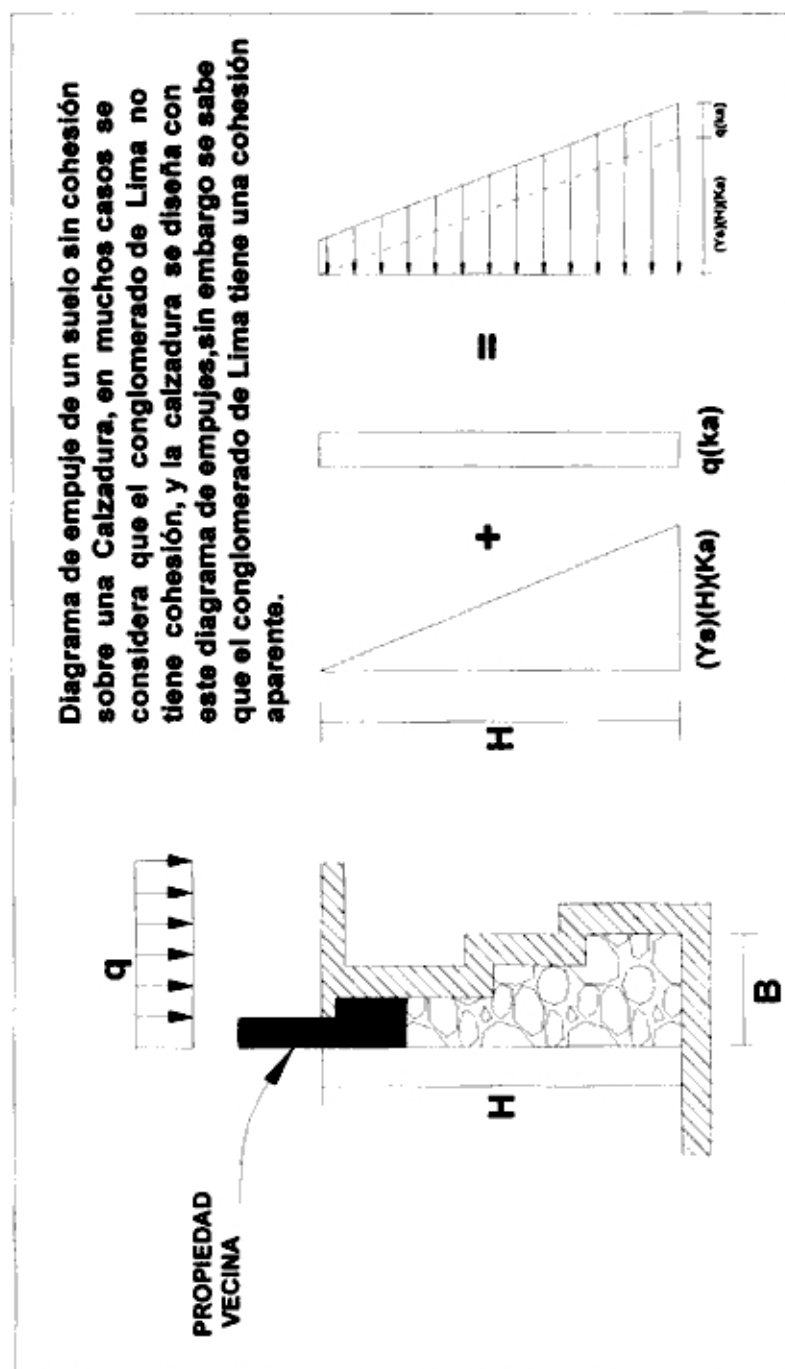 Diagrama de empuje de un suelo sin cohesión
sobre una Calzadura, en muchos casos se
considera que el conglomerado de Lima no
tiene cohesión, y la calzadura se diseña con
este diagrama de empujes,sin embargo se sabe
que el conglomerado de Lima tiene una cohesión
aparente.
q
PROPIEDAD
VECINA
H
B
H
(Ys)(H)(Ka)
+
q(ka)
=
(Ys)(H)(Ka)
q(ka)